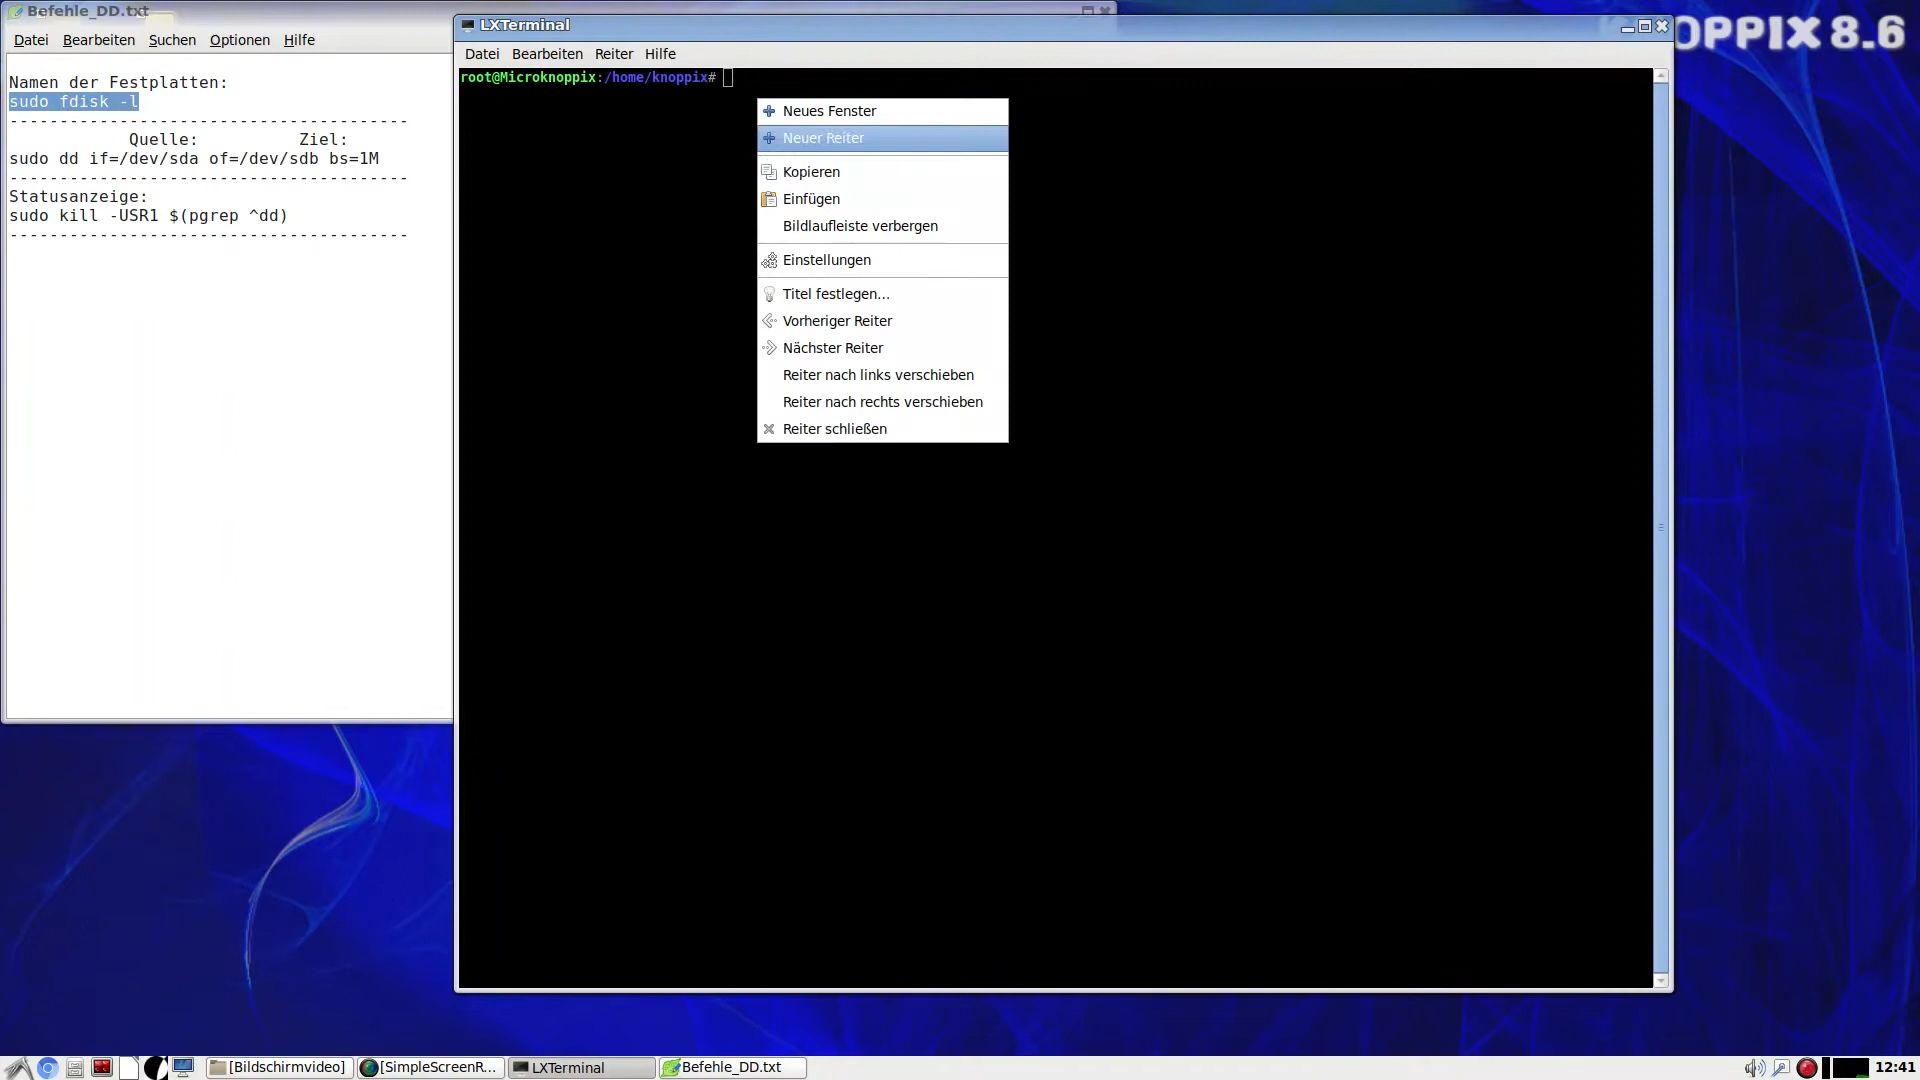 Befehle_DD.txt
Datei Bearbeiten Suchen Optionen Hilfe
Namen der Festplatten:
sudo fdisk -l
----------------------------------------
Quelle: Ziel:
sudo dd if=/dev/sda of=/dev/sdb bs=1M
----------------------------------------
Statusanzeige:
sudo kill -USR1 $(pgrep ^dd)
----------------------------------------
LXTerminal
Datei Bearbeiten Reiter Hilfe
root@Microknoppix:/home/knoppix#
Neues Fenster
Neuer Reiter
Kopieren
Einfügen
Bildlaufleiste verbergen
Einstellungen
Titel festlegen...
Vorheriger Reiter
Nächster Reiter
Reiter nach links verschieben
Reiter nach rechts verschieben
Reiter schließen
OPPIX 8.6
[Bildschirmvideo] [SimpleScreenR... LXTerminal Befehle_DD.txt 12:41